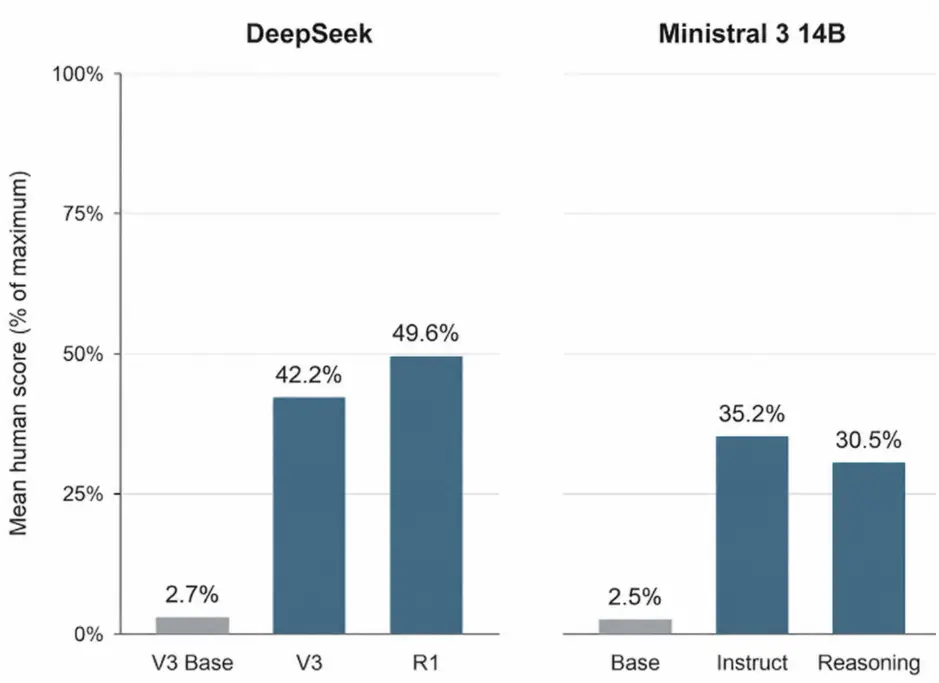 DeepSeek
Ministral 3 14B
Mean human score (% of maximum)
100%
75%
50%
25%
0%
2.7%
42.2%
49.6%
2.5%
35.2%
30.5%
V3 Base
V3
R1
Base
Instruct
Reasoning